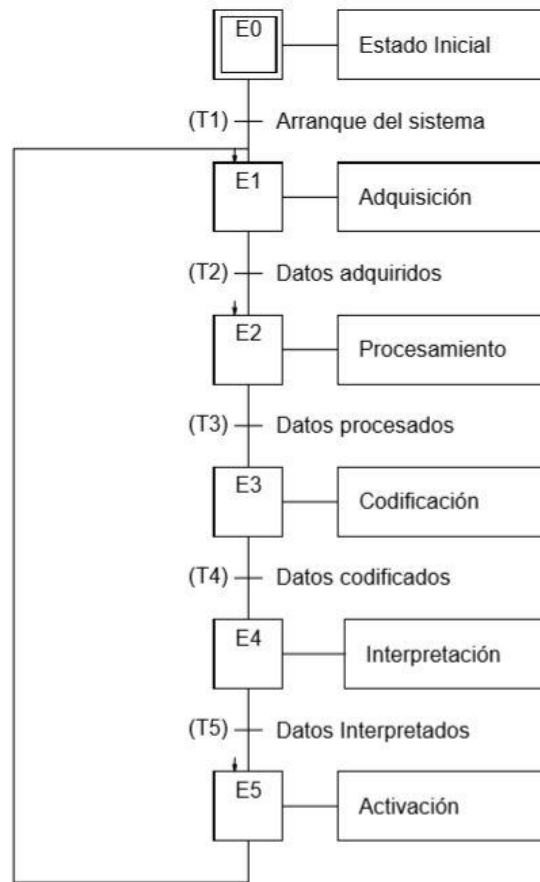 E0
Estado Inicial
(T1) Arranque del sistema
E1
Adquisición
(T2) Datos adquiridos
E2
Procesamiento
(T3) Datos procesados
E3
Codificación
(T4) Datos codificados
E4
Interpretación
(T5) Datos Interpretados
E5
Activación